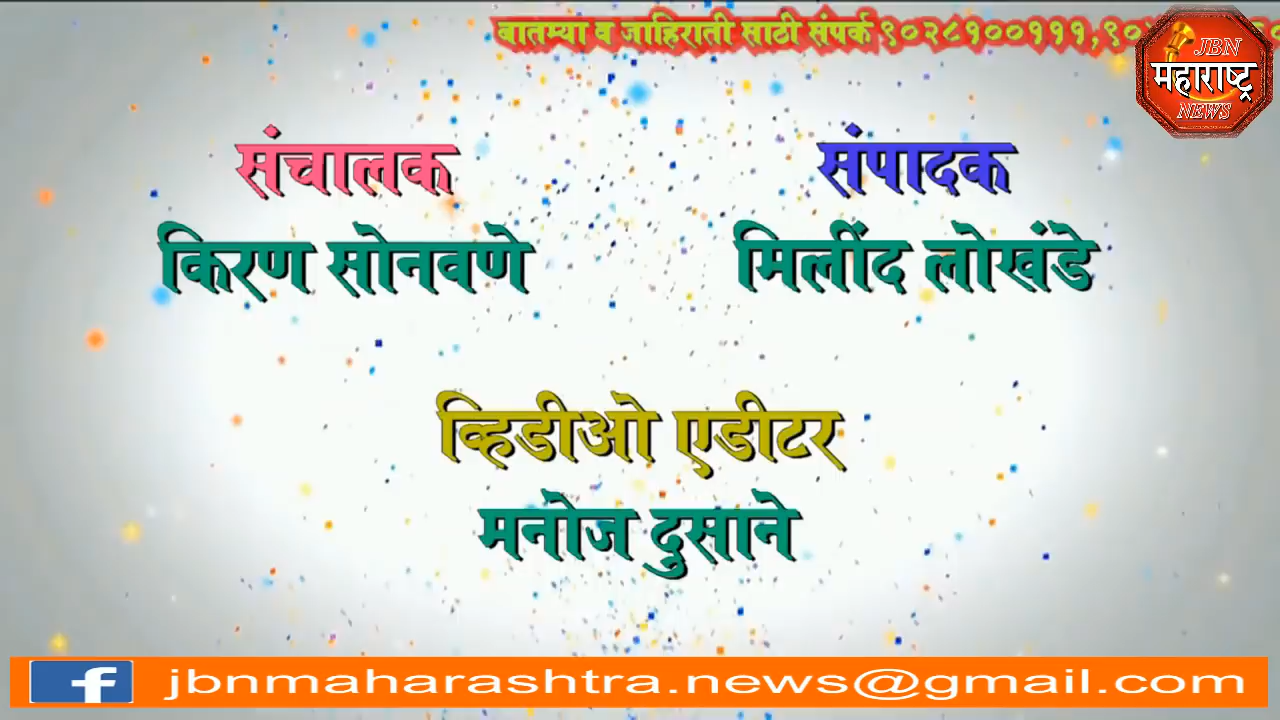 बातम्या व जाहिराती साठी संपर्क ९०२८१००१११,९०
JBN
महाराष्ट्र
NEWS
संचालक
संपादक
किरण सोनवणे
मिलींद लोखंडे
व्हिडीओ एडीटर
मनोज दुसाने
f jbnmaharashtra.news@gmail.com